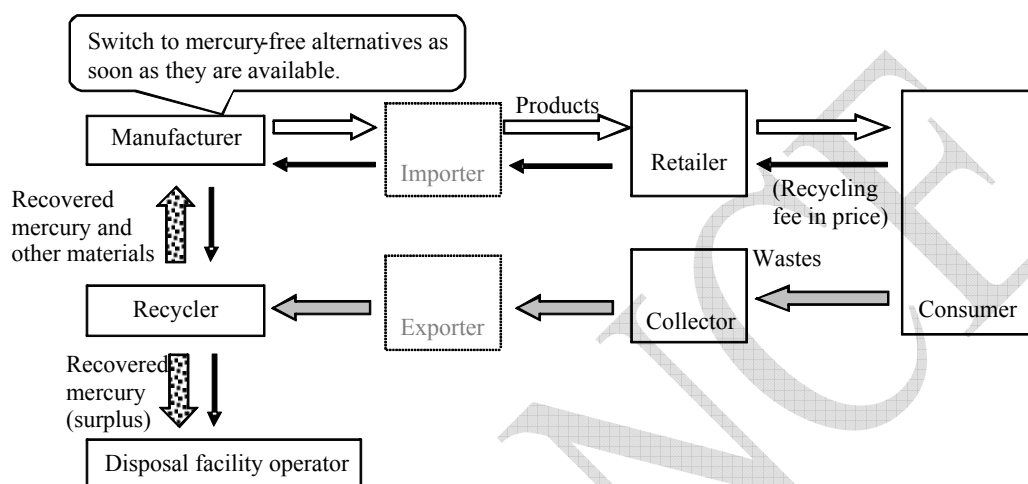 Switch to mercury-free alternatives as
soon as they are available.
Manufacturer
Importer
Products
Retailer
(Recycling
fee in price)
Consumer
Recovered
mercury and
other materials
Wastes
Recycler
Exporter
Collector
Recovered
mercury
(surplus)
Disposal facility operator
NCE